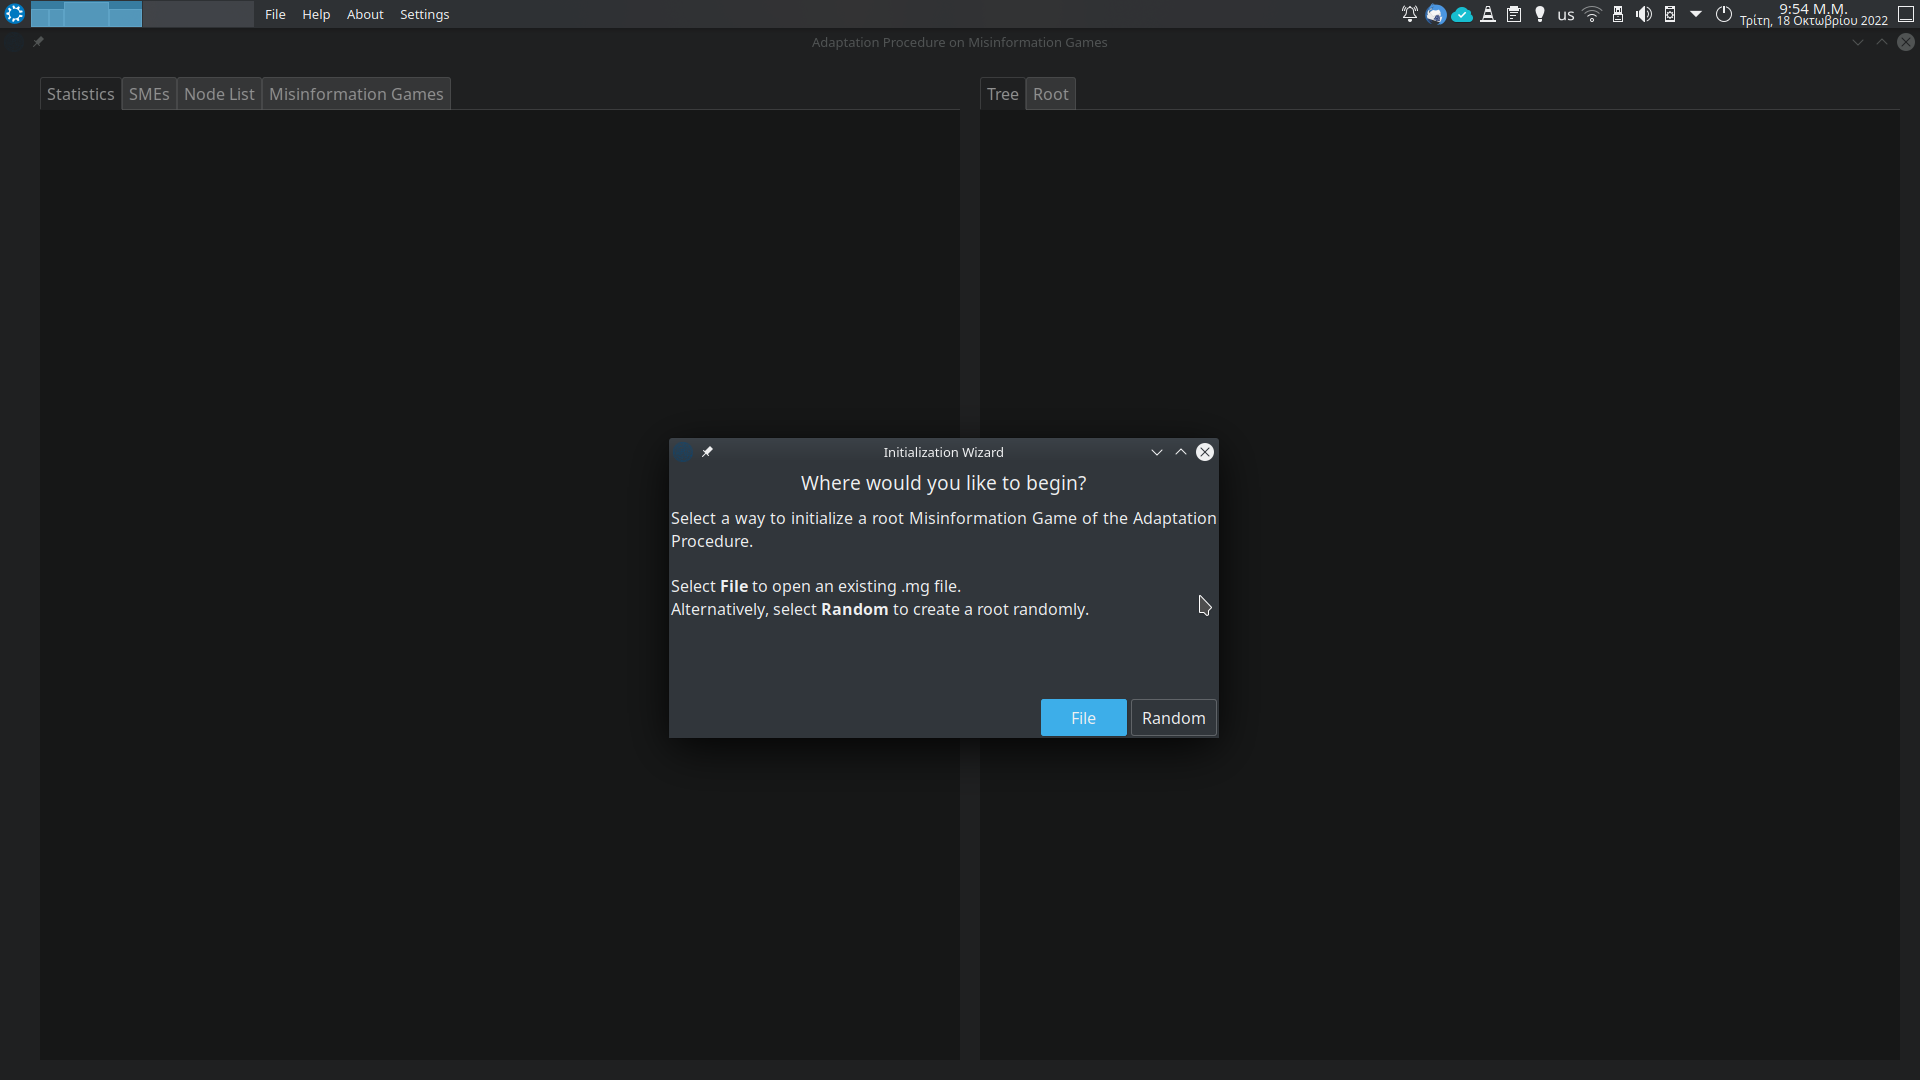 File Help About Settings
us
9:54 Μ.Μ.
Τρίτη, 18 Οκτωβρίου 2022
Adaptation Procedure on Misinformation Games
Statistics SMEs Node List Misinformation Games
Tree Root
Initialization Wizard
Where would you like to begin?
Select a way to initialize a root Misinformation Game of the Adaptation
Procedure.
Select File to open an existing .mg file.
Alternatively, select Random to create a root randomly.
File Random